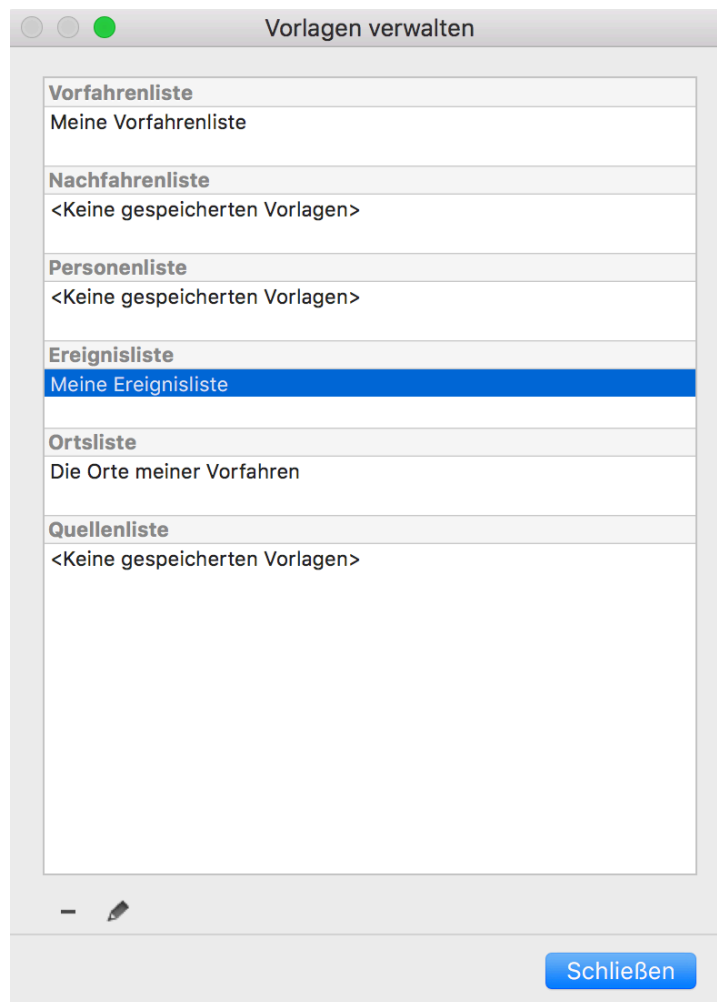 Vorlagen verwalten
Vorfahrenliste
Meine Vorfahrenliste
Nachfahrenliste
<Keine gespeicherten Vorlagen>
Personenliste
<Keine gespeicherten Vorlagen>
Ereignisliste
Meine Ereignisliste
Ortsliste
Die Orte meiner Vorfahren
Quellenliste
<Keine gespeicherten Vorlagen>
Schließen